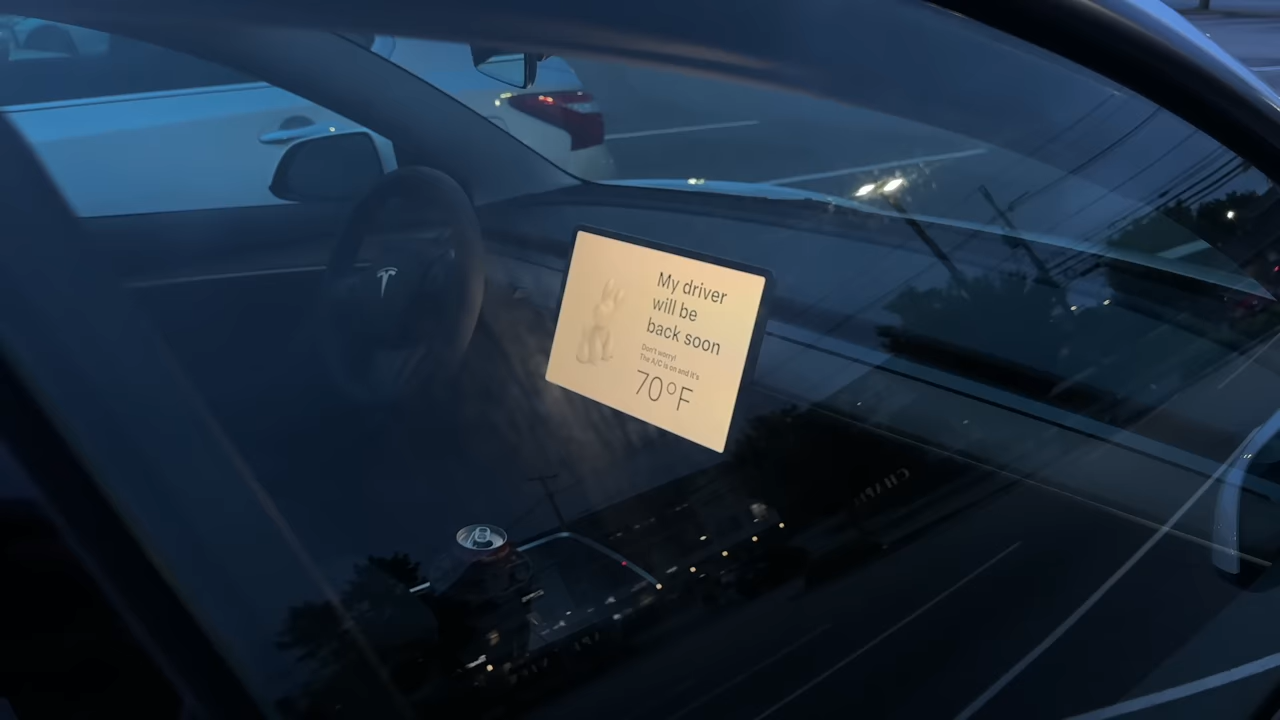 My driver
will be
back soon
Don't worry!
The A/C is on and it's
70°F